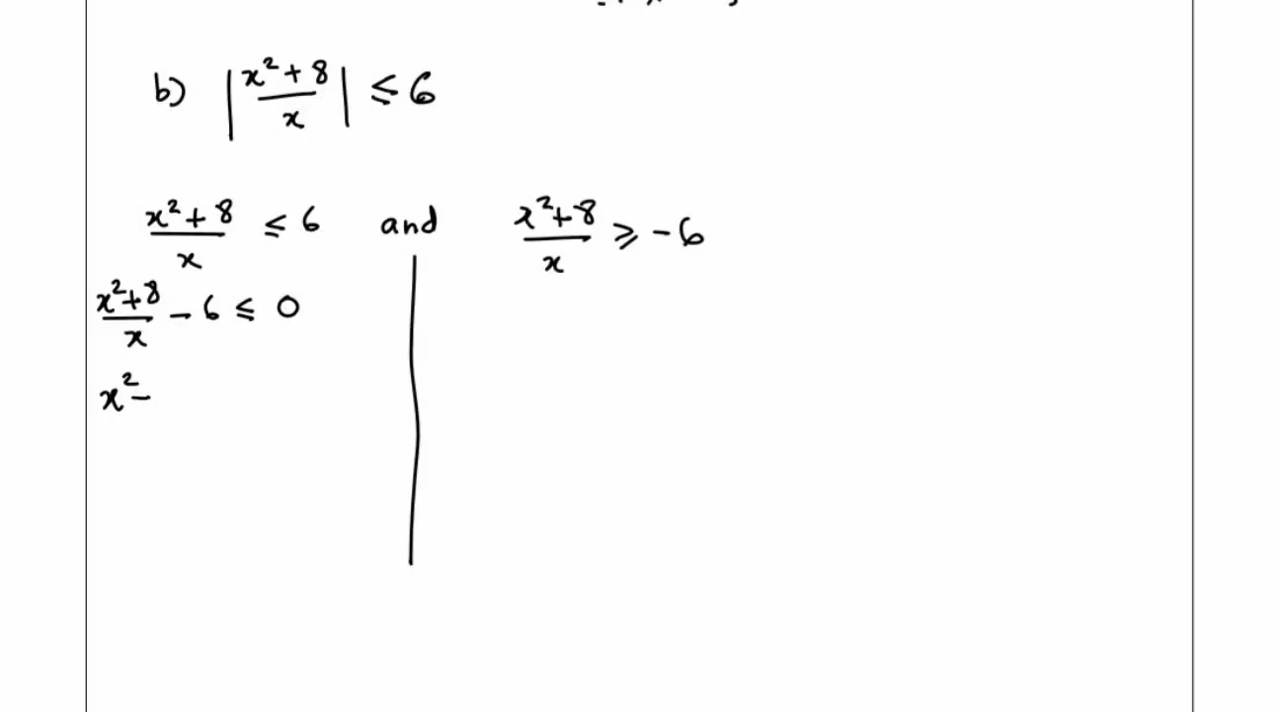 b) |x²+8/x| ≤ 6
x²+8/x ≤ 6 and x²+8/x ≥ -6
x²+8/x - 6 ≤ 0
x² -